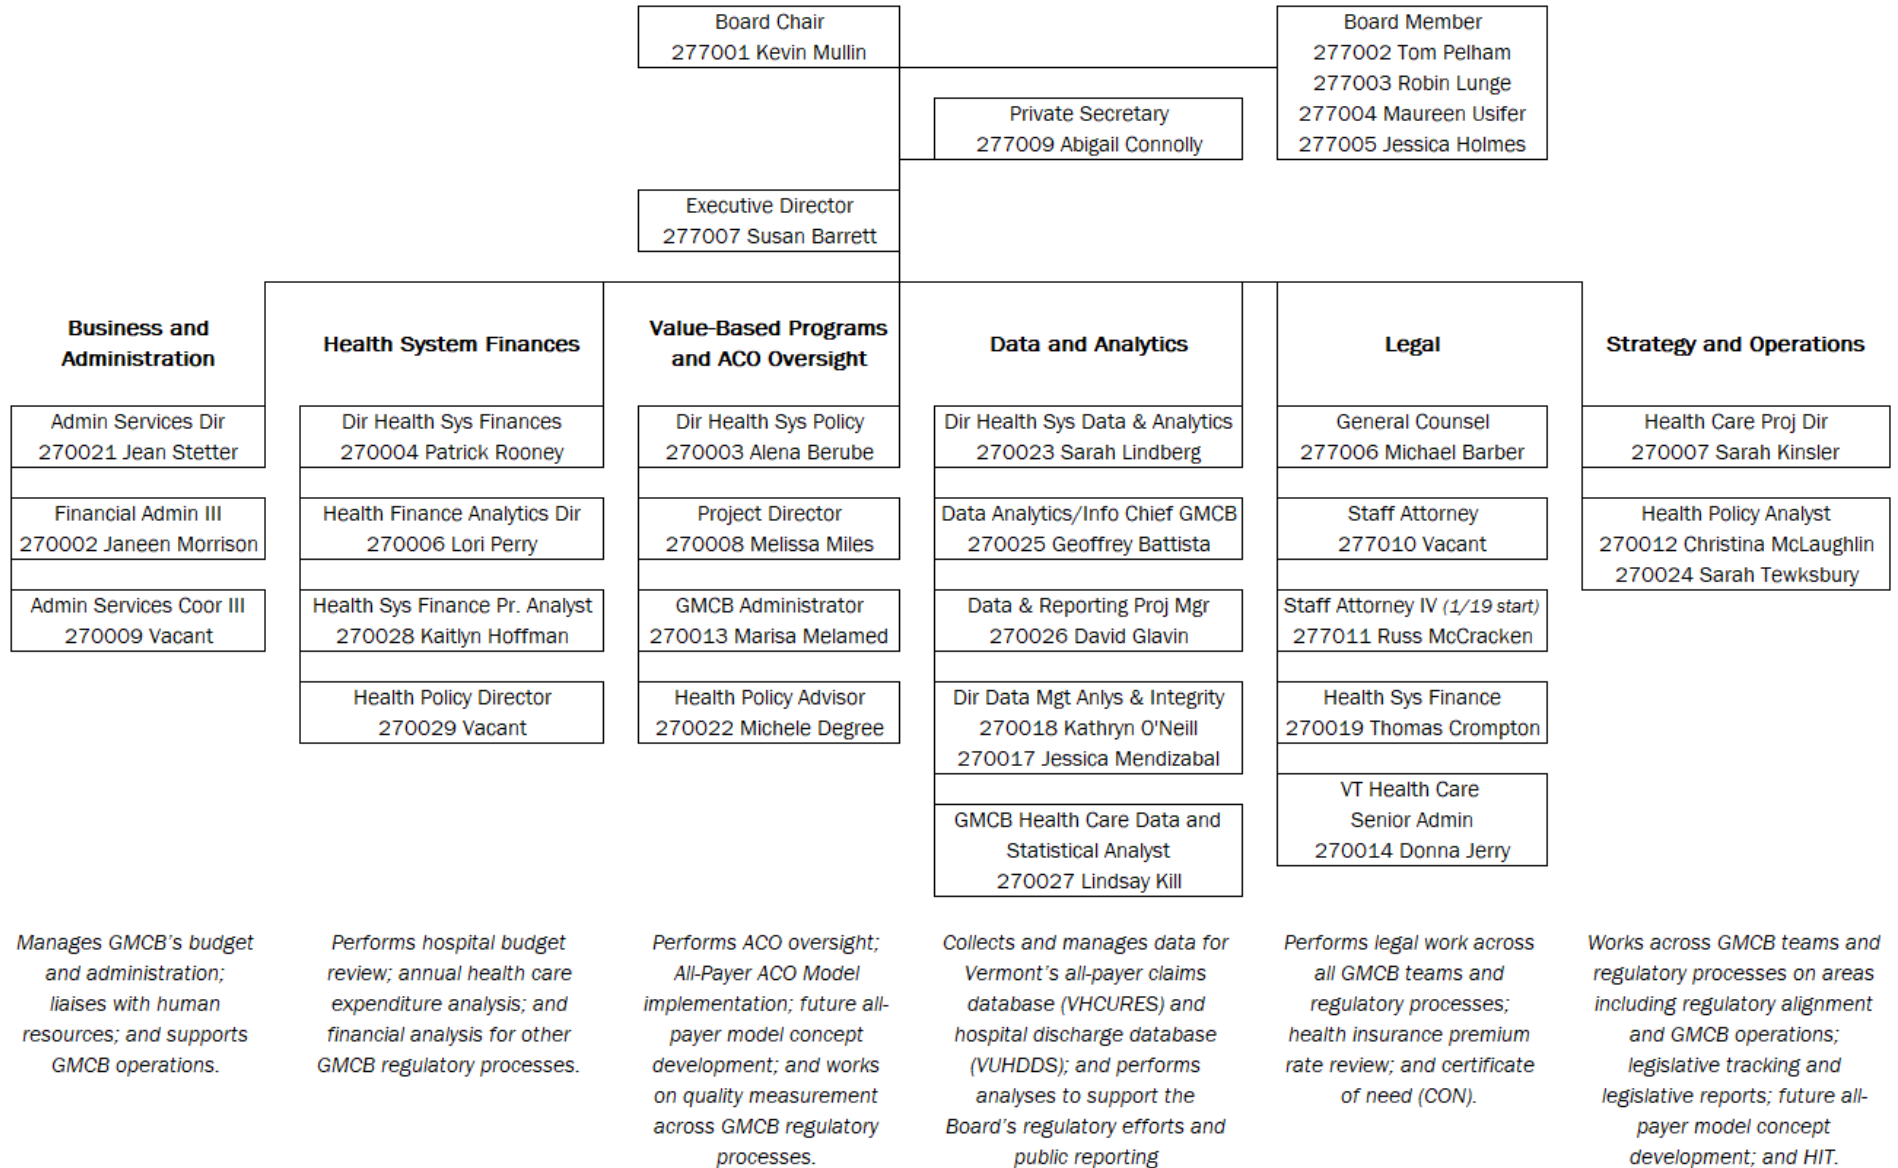 Board Chair
277001 Kevin Mullin
Board Member
277002 Tom Pelham
277003 Robin Lunge
277004 Maureen Usifer
277005 Jessica Holmes
Private Secretary
277009 Abigail Connolly
Executive Director
277007 Susan Barrett
Business and
Administration
Admin Services Dir
270021 Jean Stetter
Financial Admin III
270002 Janeen Morrison
Admin Services Coor III
270009 Vacant
Manages GMCB's budget
and administration;
liaises with human
resources; and supports
GMCB operations.
Health System Finances
Dir Health Sys Finances
270004 Patrick Rooney
Health Finance Analytics Dir
270006 Lori Perry
Health Sys Finance Pr. Analyst
270028 Kaitlyn Hoffman
Health Policy Director
270029 Vacant
Performs hospital budget
review; annual health care
expenditure analysis; and
financial analysis for other
GMCB regulatory processes.
Value-Based Programs
and ACO Oversight
Dir Health Sys Policy
270003 Alena Berube
Project Director
270008 Melissa Miles
GMCB Administrator
270013 Marisa Melamed
Health Policy Advisor
270022 Michele Degree
Performs ACO oversight;
All-Payer ACO Model
implementation; future all-
payer model concept
development; and works
on quality measurement
across GMCB regulatory
processes.
Data and Analytics
Dir Health Sys Data & Analytics
270023 Sarah Lindberg
Data Analytics/Info Chief GMCB
270025 Geoffrey Battista
Data & Reporting Proj Mgr
270026 David Glavin
Dir Data Mgt Anlys & Integrity
270018 Kathryn O'Neill
270017 Jessica Mendizabal
GMCB Health Care Data and
Statistical Analyst
270027 Lindsay Kill
Collects and manages data for
Vermont's all-payer claims
database (VHCURES) and
hospital discharge database
(VUHDDS); and performs
analyses to support the
Board's regulatory efforts and
public reporting
Legal
General Counsel
277006 Michael Barber
Staff Attorney
277010 Vacant
Staff Attorney IV (1/19 start)
277011 Russ McCracken
Health Sys Finance
270019 Thomas Crompton
VT Health Care
Senior Admin
270014 Donna Jerry
Performs legal work across
all GMCB teams and
regulatory processes;
health insurance premium
rate review; and certificate
of need (CON).
Strategy and Operations
Health Care Proj Dir
270007 Sarah Kinsler
Health Policy Analyst
270012 Christina McLaughlin
270024 Sarah Tewksbury
Works across GMCB teams and
regulatory processes on areas
including regulatory alignment
and GMCB operations;
legislative tracking and
legislative reports; future all-
payer model concept
development; and HIT.